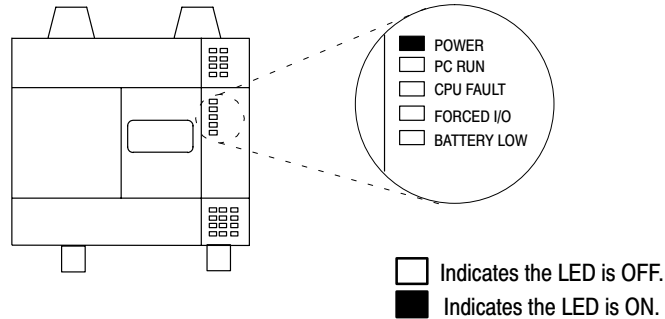 POWER
PC RUN
CPU FAULT
FORCED I/O
BATTERY LOW
Indicates the LED is OFF.
Indicates the LED is ON.